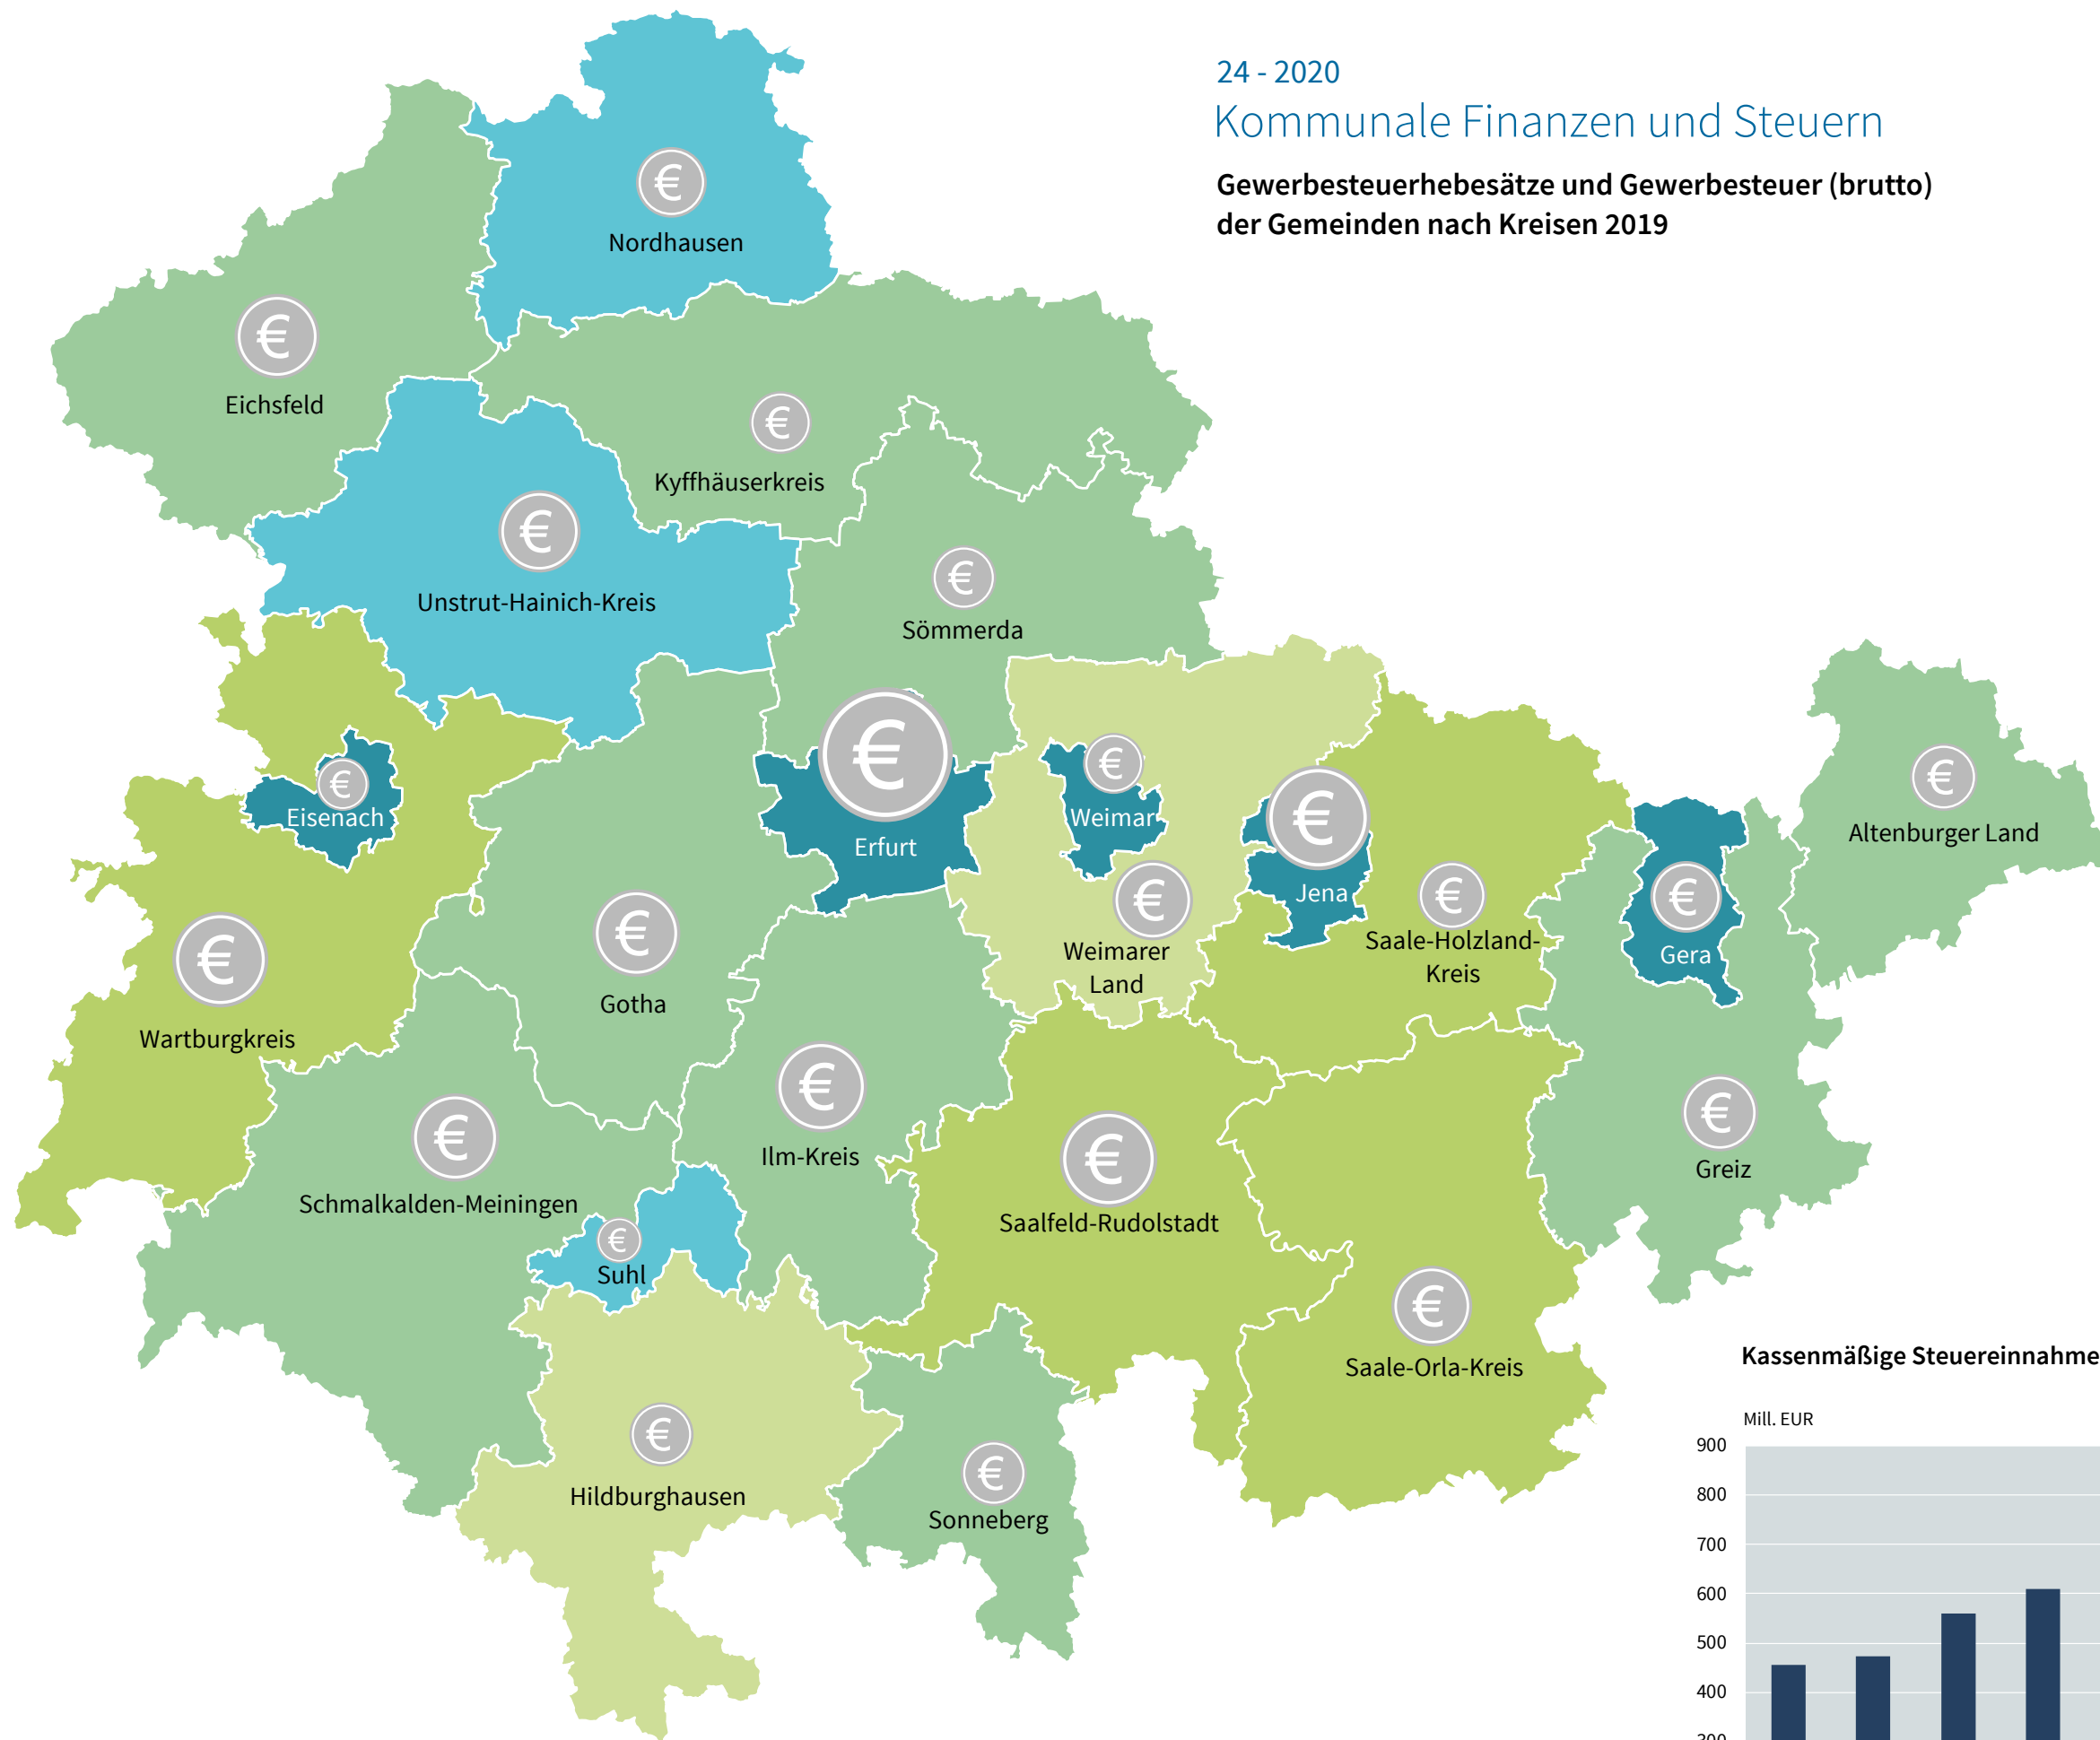 24 - 2020
Kommunale Finanzen und Steuern
Gewerbesteuerhebesätze und Gewerbesteuer (brutto)
der Gemeinden nach Kreisen 2019
€
Nordhausen
€
Eichsfeld
€
Kyffhäuserkreis
€
Unstrut-Hainich-Kreis
€
Sömmerda
€
Eisenach
€
Erfurt
€
Weimar
€
Jena
€
Altenburger Land
€
Weimarer
Land
€
Saale-Holzland-
Kreis
€
Gera
€
Wartburgkreis
€
Gotha
€
Ilm-Kreis
€
Schmalkalden-Meiningen
€
Saalfeld-Rudolstadt
€
Greiz
€
Suhl
€
Saale-Orla-Kreis
€
Hildburghausen
€
Sonneberg
Kassenmäßige Steuereinnahme
Mill. EUR
900
800
700
600
500
400
300